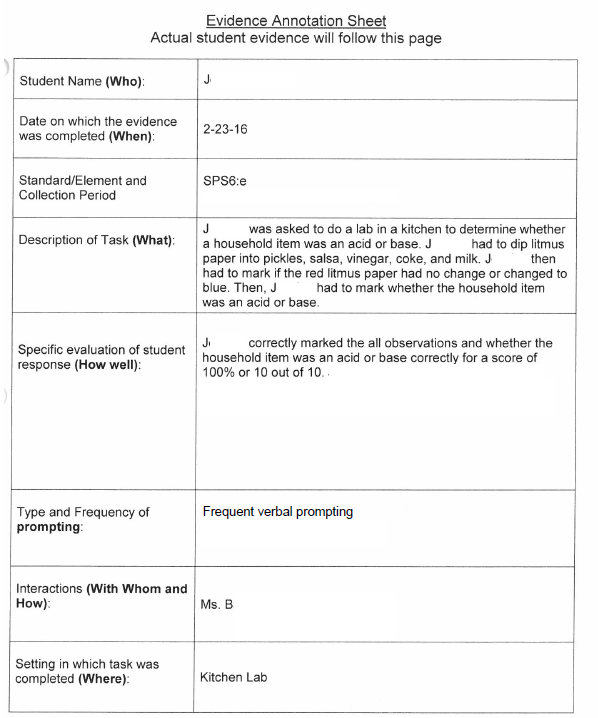 Evidence Annotation Sheet
Actual student evidence will follow this page
Student Name (Who):
J
Date on which the evidence
was completed (When):
2-23-16
Standard/Element and
Collection Period
SPS6:e
Description of Task (What):
J was asked to do a lab in a kitchen to determine whether
a household item was an acid or base. J had to dip litmus
paper into pickles, salsa, vinegar, coke, and milk. J then
had to mark if the red litmus paper had no change or changed to
blue. Then, J had to mark whether the household item
was an acid or base.
Specific evaluation of student
response (How well):
J correctly marked the all observations and whether the
household item was an acid or base correctly for a score of
100% or 10 out of 10.
Type and Frequency of
prompting:
Frequent verbal prompting
Interactions (With Whom and
How):
Ms. B
Setting in which task was
completed (Where):
Kitchen Lab